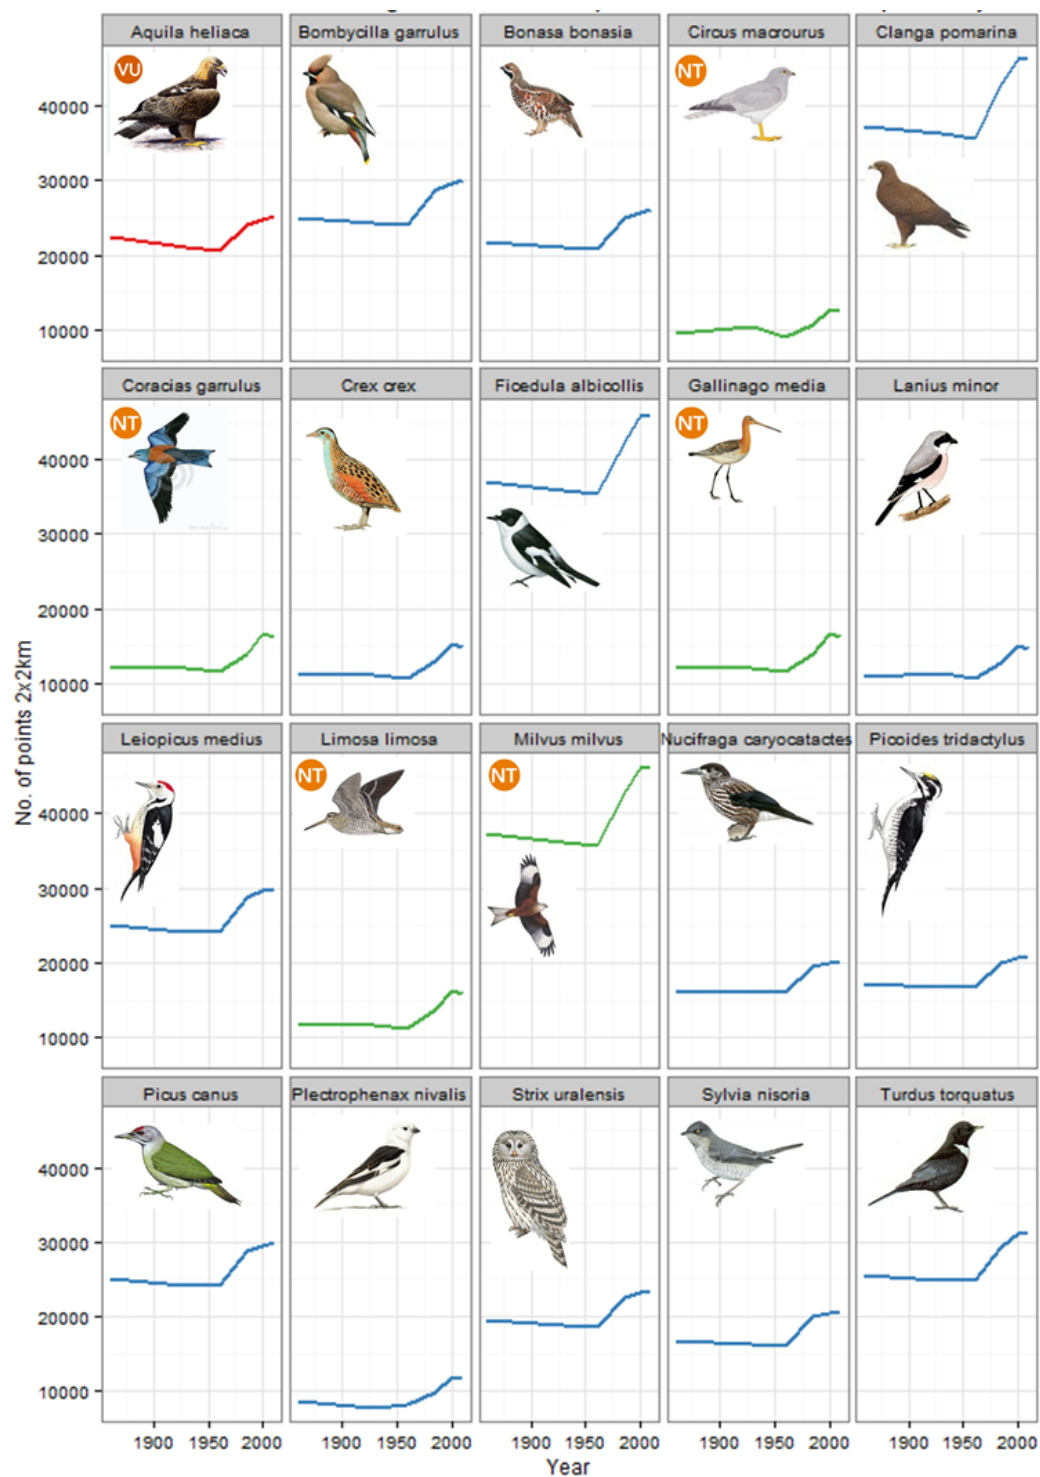 Aquila heliaca Bombycilla garrulus Bonasa bonasia Circus macrourus Clanga pomarina
VU NT
40000
30000
20000
10000
Coracias garrulus Crex crex Ficedula albicollis Gallinago media Lanius minor
NT NT
40000
30000
20000
10000
No. of points 2x2km
Leiopicus medius Limosa limosa Milvus milvus Nucifraga caryocatactes Picoides tridactylus
NT NT
40000
30000
20000
10000
Picus canus Plectrophenax nivalis Strix uralensis Sylvia nisoria Turdus torquatus
40000
30000
20000
10000
1900 1950 2000 1900 1950 2000 1900 1950 2000 1900 1950 2000 1900 1950 2000
Year